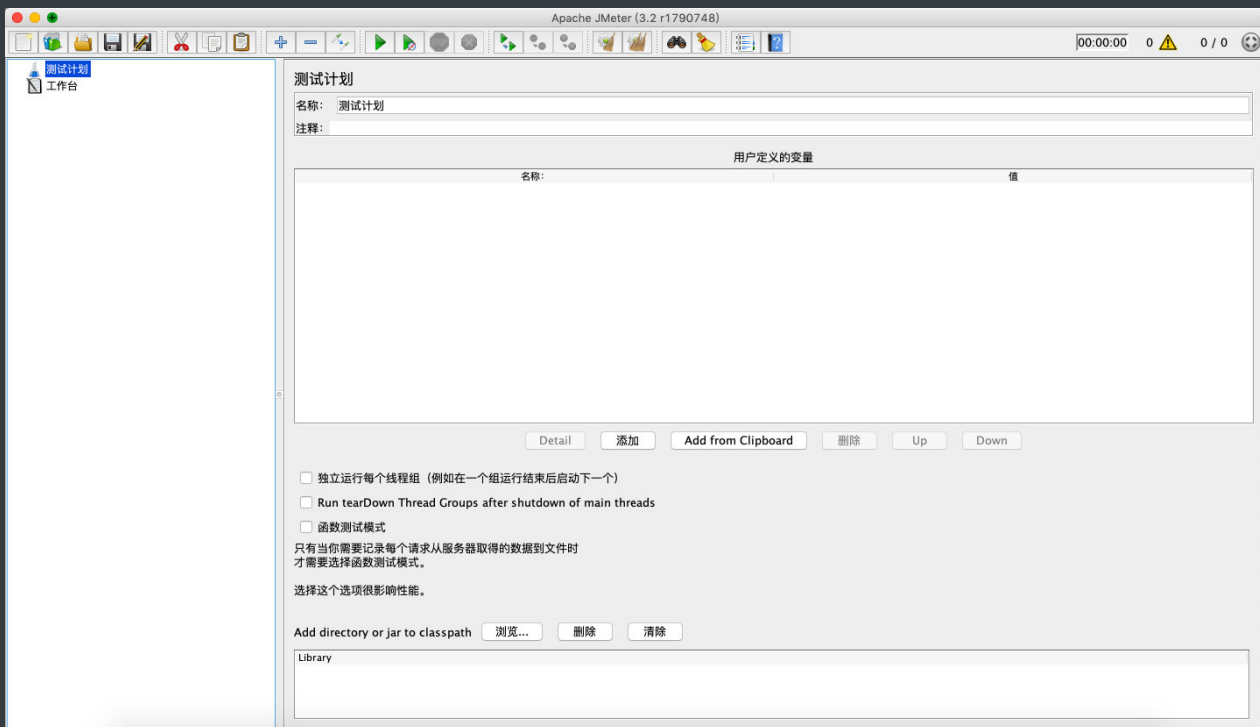 Apache JMeter (3.2 r1790748)
00:00:00 0 0 / 0
测试计划
工作台
测试计划
名称： 测试计划
注释：
用户定义的变量
名称： 值
Detail 添加 Add from Clipboard 删除 Up Down
独立运行每个线程组（例如在一个组运行结束后启动下一个）
Run tearDown Thread Groups after shutdown of main threads
函数测试模式
只有当你需要记录每个请求从服务器取得的数据到文件时
才需要选择函数测试模式。
选择这个选项很影响性能。
Add directory or jar to classpath 浏览... 删除 清除
Library